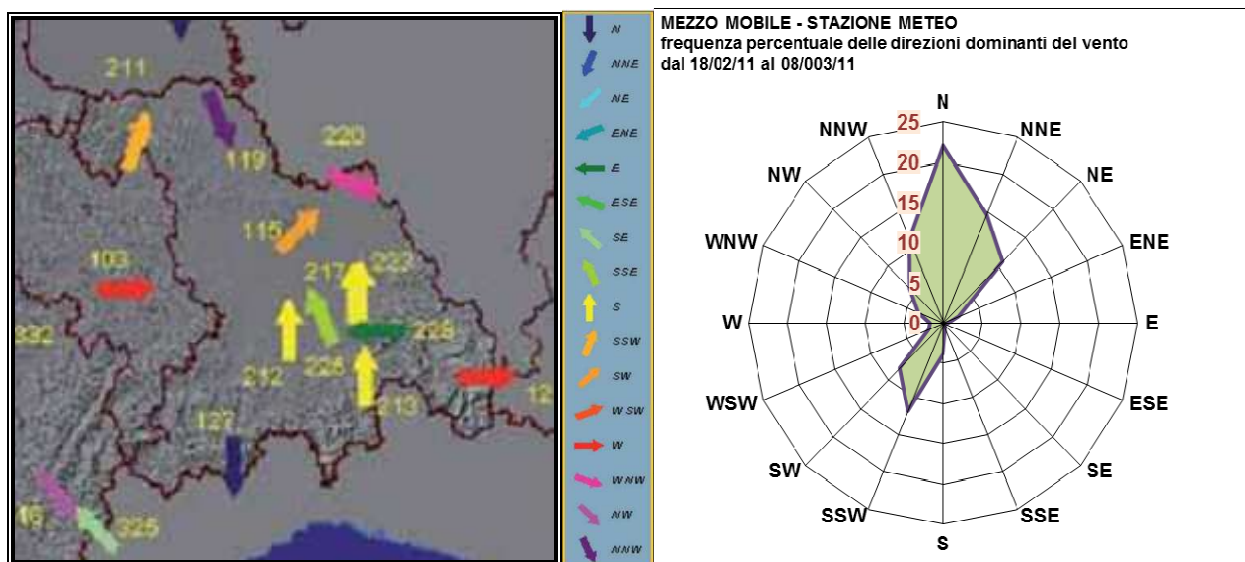 211
119
220
115
103
217
223
332
228
242
226
213
12
127
325
N
NNE
NE
ENE
E
ESE
SE
SSE
S
SSW
SW
WSW
W
WNW
NW
NNW
MEZZO MOBILE - STAZIONE METEO
frequenza percentuale delle direzioni dominanti del vento
dal 18/02/11 al 08/003/11
N
NNW
25
NNE
NW
20
NE
15
WNW
10
ENE
5
W
0
E
WSW
ESE
SW
SE
SSW
SSE
S